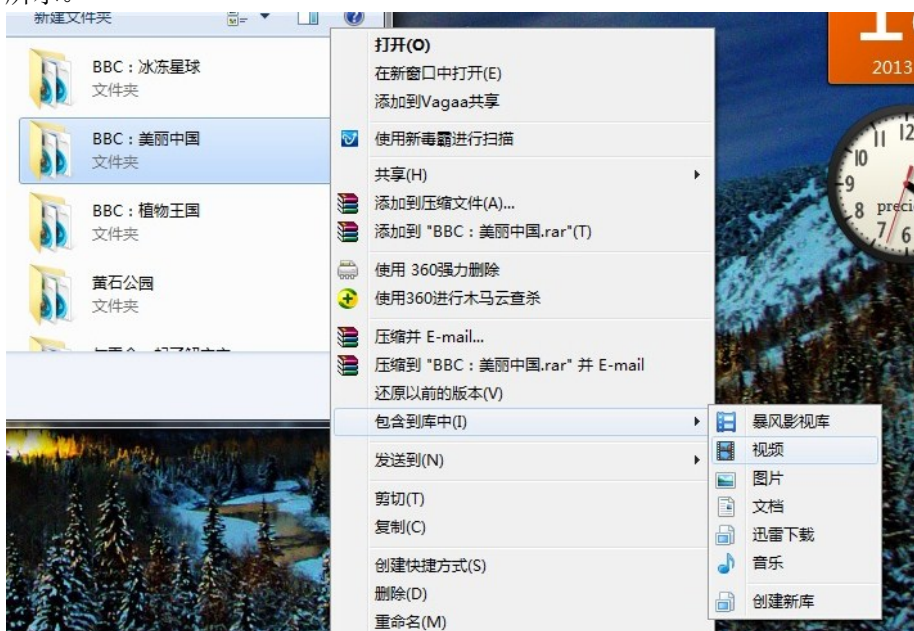 所示。
新建文件夹
BBC：冰冻星球
文件夹
BBC：美丽中国
文件夹
BBC：植物王国
文件夹
黄石公园
文件夹
打开(O)
在新窗口中打开(E)
添加到Vagaa共享
使用新毒霸进行扫描
共享(H)
添加到压缩文件(A)...
添加到 "BBC：美丽中国.rar"(T)
使用 360强力删除
使用360进行木马云查杀
压缩并 E-mail...
压缩到 "BBC：美丽中国.rar" 并 E-mail
还原以前的版本(V)
包含到库中(I)
发送到(N)
剪切(T)
复制(C)
创建快捷方式(S)
删除(D)
重命名(M)
暴风影视库
视频
图片
文档
迅雷下载
音乐
创建新库
2013
11 12
10
9
8
7 6